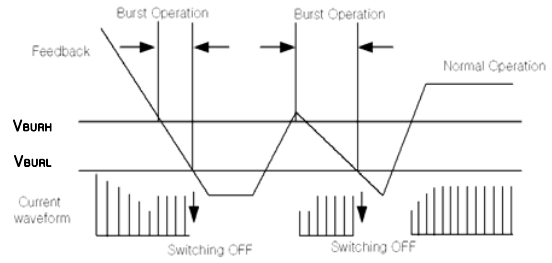 Burst Operation
Burst Operation
Feedback
Normal Operation
VBURH
VBURL
Current
waveform
Switching OFF
Switching OFF